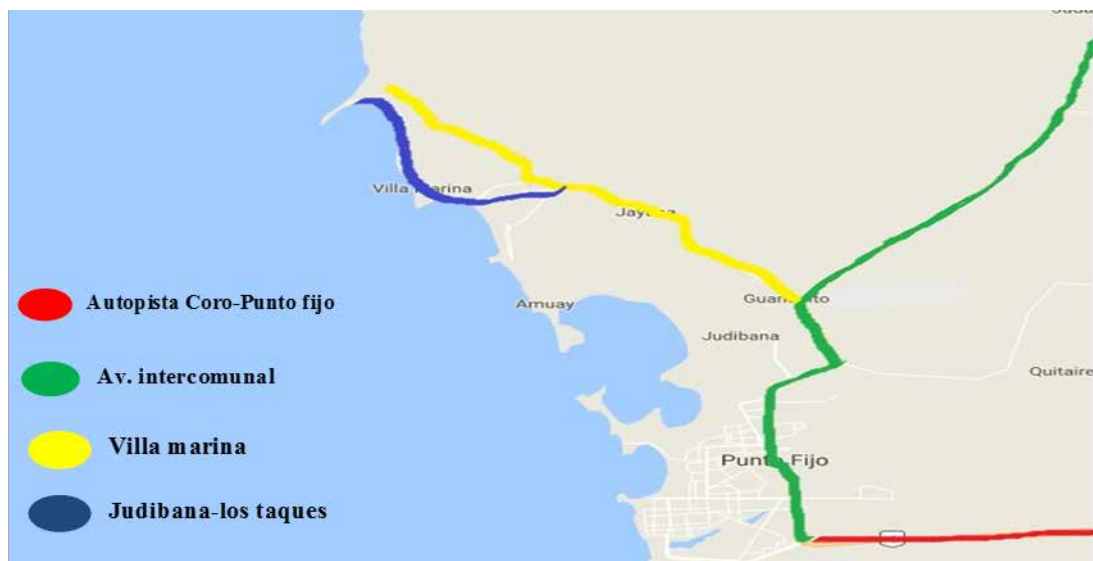 Villa Marina
Jayana
Amuay
Guanadito
Judibana
Quitaire
Punto Fijo
Autopista Coro-Punto fijo
Av. intercomunal
Villa marina
Judibana-los taques